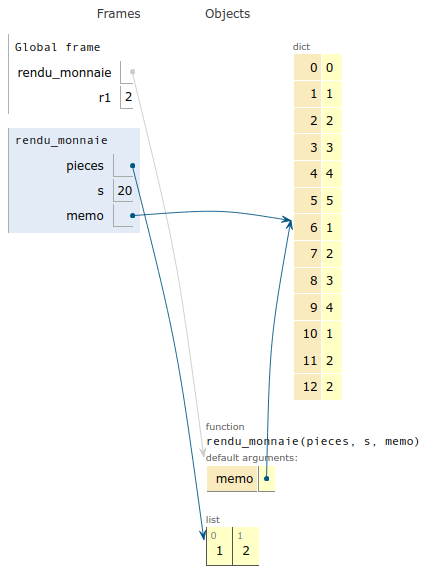 Frames Objects
Global frame
rendu_monnaie
r1 2
rendu_monnaie
pieces
s 20
memo
dict
0 0
1 1
2 2
3 3
4 4
5 5
6 1
7 2
8 3
9 4
10 1
11 2
12 2
function
rendu_monnaie(pieces, s, memo)
default arguments:
memo
list
0 1
1 2